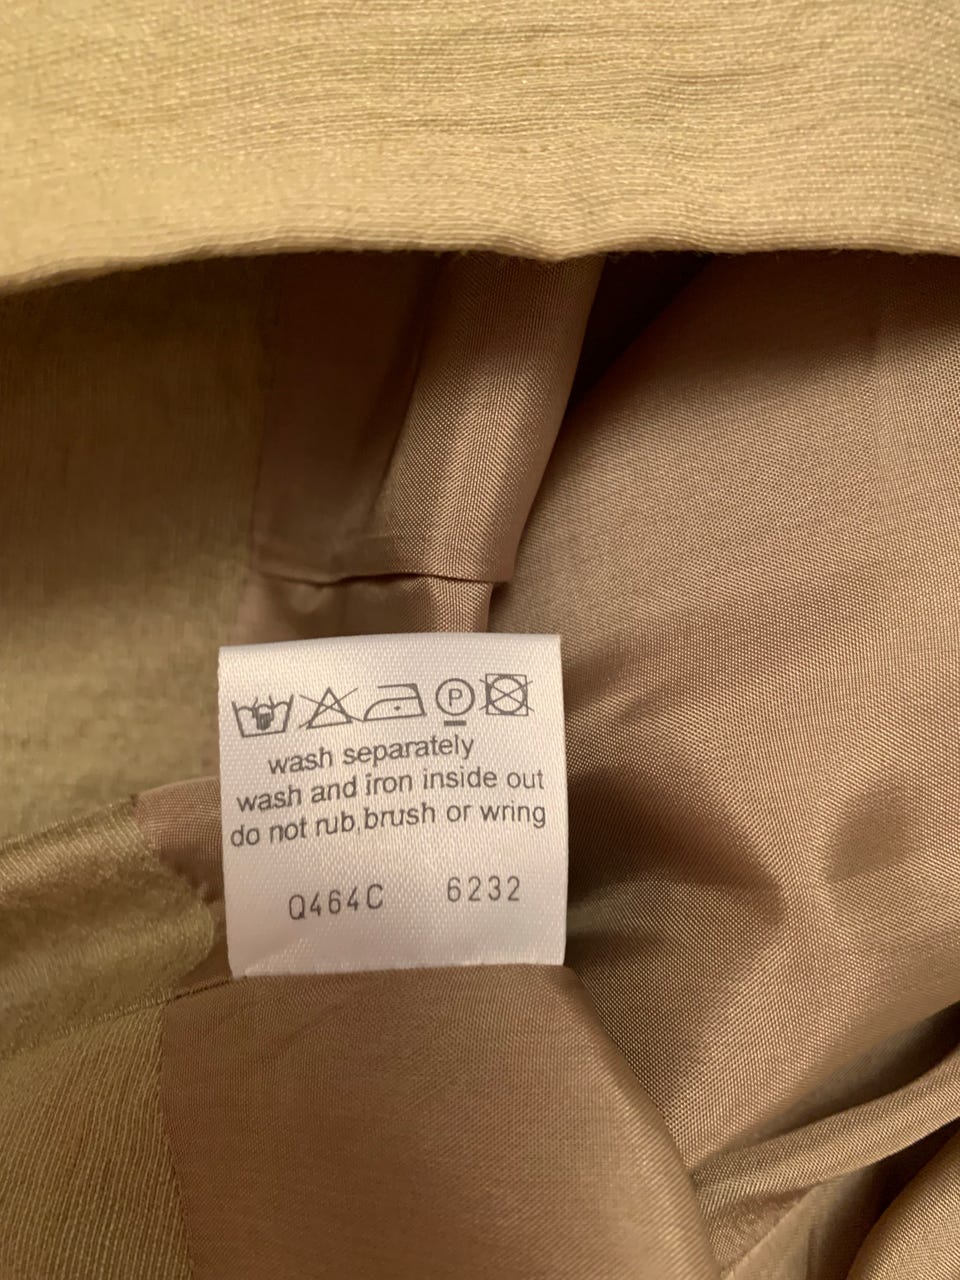 P
wash separately
wash and iron inside out
do not rub,brush or wring
Q464C 6232